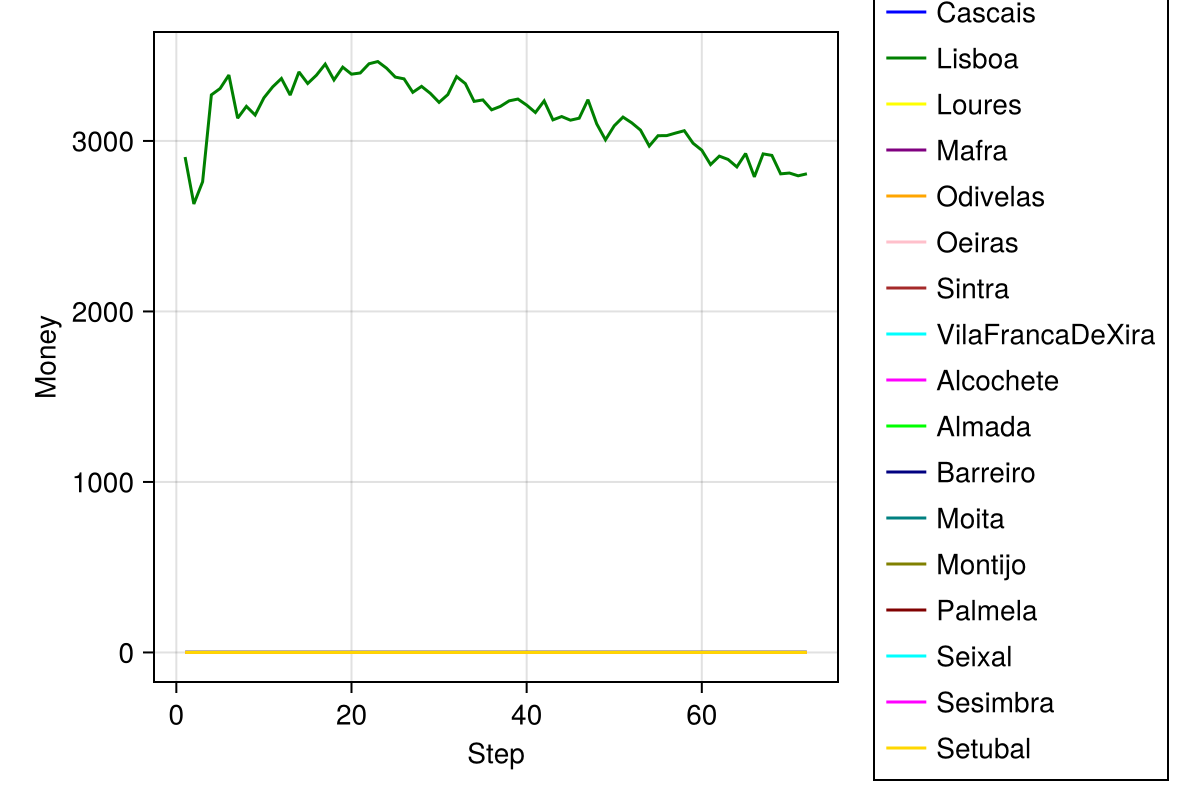 Cascais
Lisboa
Loures
Mafra
Odivelas
Oeiras
Sintra
VilaFrancaDeXira
Alcochete
Almada
Barreiro
Moita
Montijo
Palmela
Seixal
Sesimbra
Setubal
3000
2000
1000
0
Money
0 20 40 60
Step